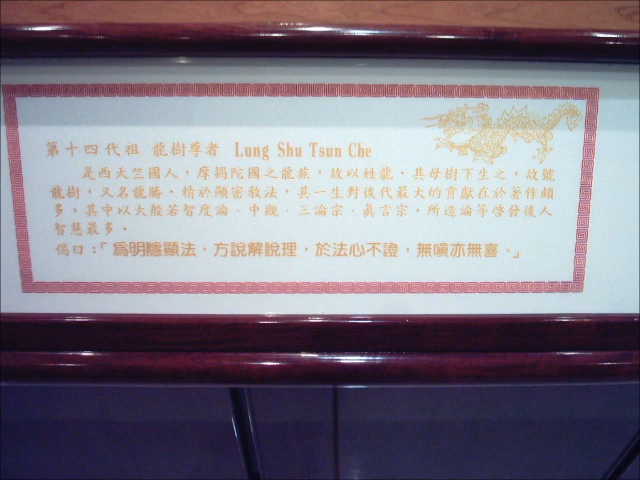 第十四代祖 龍樹尊者 Lung Shu Tsun Che
是西天竺國人，摩揭陀國之龍族，故以姓龍。其母樹下生之，故號
龍樹，又名龍勝。精於顯密教法，其一生對後代最大的貢獻在於著作頗
多，其中以大般若智度論．中觀．三論宗．眞言宗，所造論等啓發後人
智慧最多。
偈曰：「為明隱顯法，方說解脫理，於法心不證，無嗔亦無喜。」